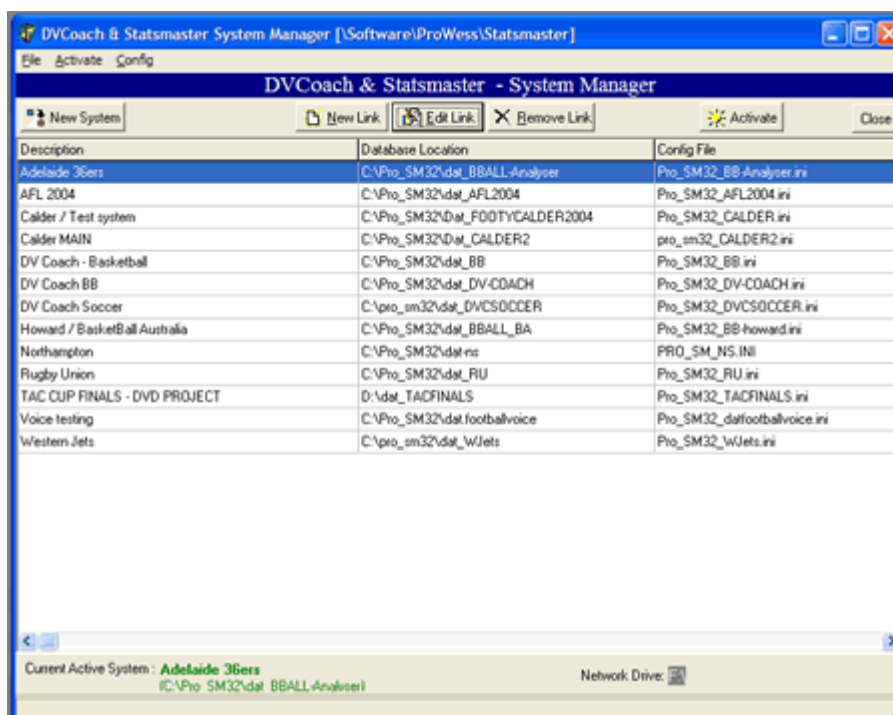 DVCoach & Statsmaster System Manager [\Software\ProWess\Statsmaster]
File Activate Config
DVCoach & Statsmaster - System Manager
New System New Link Edit Link Remove Link Activate Close
Description Database Location Config File
Adelaide 36ers C:\Pro_SM32\dat_BBALL-Analyser Pro_SM32_BB-Analyser.ini
AFL 2004 C:\Pro_SM32\dat_AFL2004 Pro_SM32_AFL2004.ini
Calder / Test system C:\Pro_SM32\Dat_FOOTYCALDER2004 Pro_SM32_CALDER.ini
Calder MAIN C:\Pro_SM32\Dat_CALDER2 pro_sm32_CALDER2.ini
DV Coach - Basketball C:\Pro_SM32\dat_BB Pro_SM32_BB.ini
DV Coach BB C:\Pro_SM32\dat_DV-COACH Pro_SM32_DV-COACH.ini
DV Coach Soccer C:\pro_sm32\dat_DVCSOCCER Pro_SM32_DVCSOCCER.ini
Howard / BasketBall Australia C:\Pro_SM32\dat_BBALL_BA Pro_SM32_BB-howard.ini
Northampton C:\Pro_SM32\dat-ns PRO_SM_NS.INI
Rugby Union C:\Pro_SM32\dat_RU Pro_SM32_RU.ini
TAC CUP FINALS - DVD PROJECT D:\dat_TACFINALS Pro_SM32_TACFINALS.ini
Voice testing C:\Pro_SM32\dat.footballvoice Pro_SM32_datfootballvoice.ini
Western Jets C:\pro_sm32\dat_WJets Pro_SM32_WJets.ini
Current Active System : Adelaide 36ers Network Drive:
(C:\Pro_SM32\dat_BBALL-Analyser)